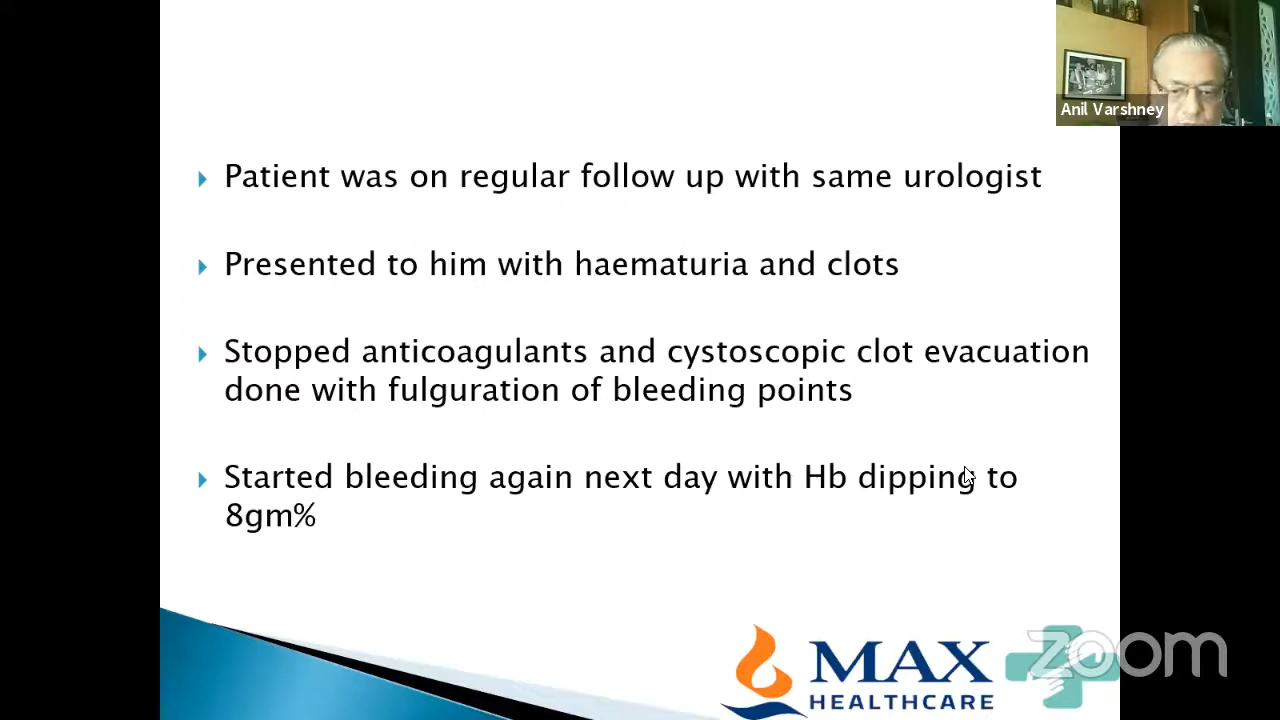 Anil Varshney
Patient was on regular follow up with same urologist
Presented to him with haematuria and clots
Stopped anticoagulants and cystoscopic clot evacuation
done with fulguration of bleeding points
Started bleeding again next day with Hb dipping to
8gm%
MAX
HEALTHCARE
zoom